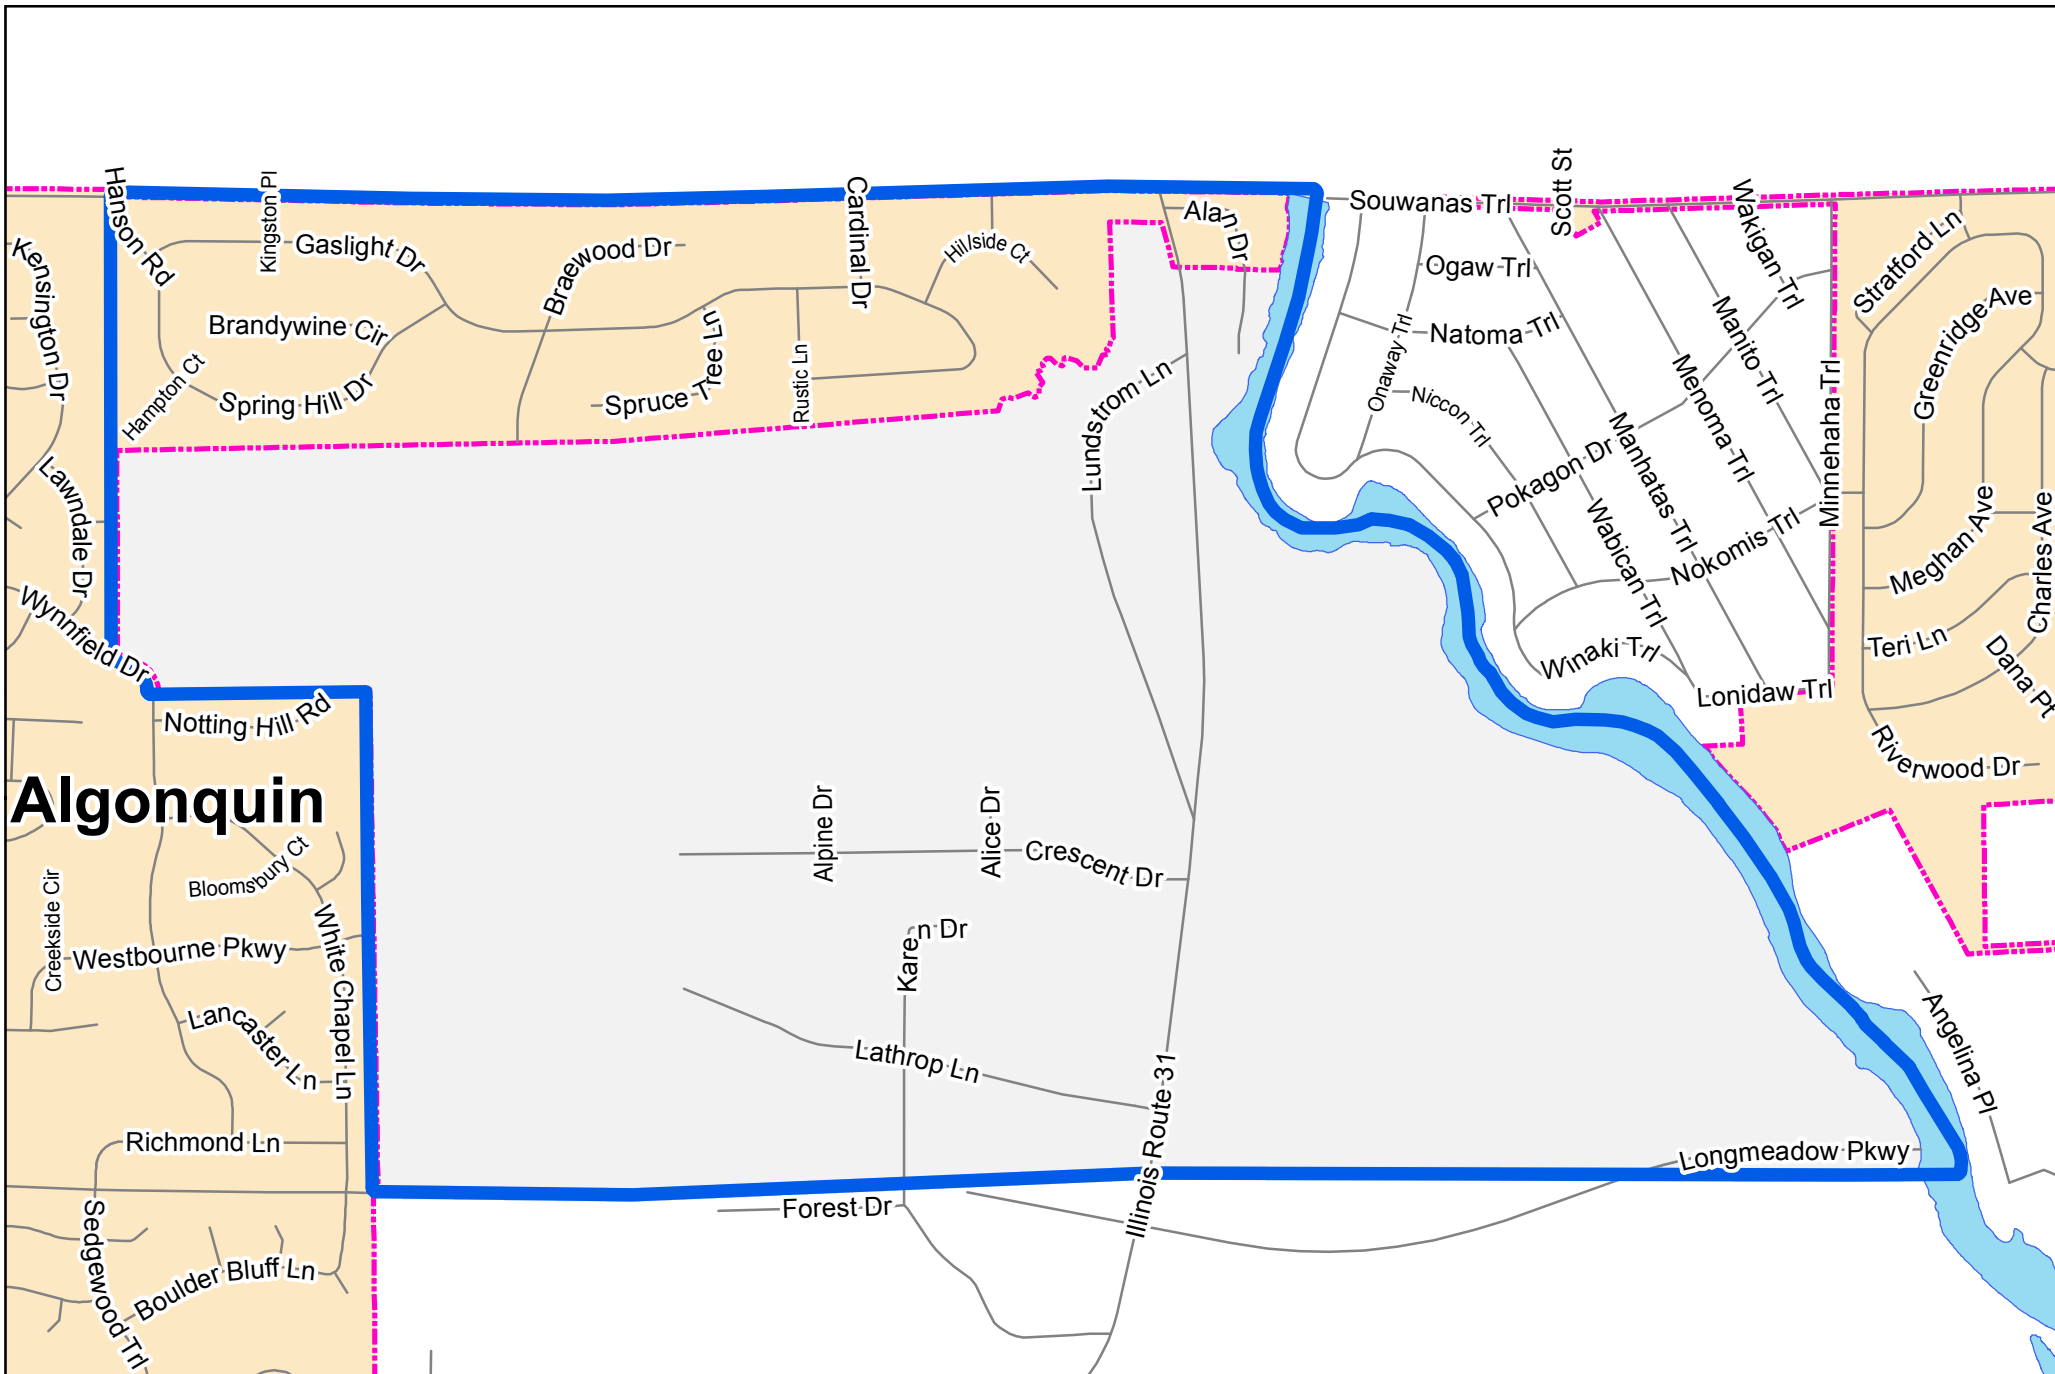 Hanson Rd
Kingston Pl
Gaslight Dr
Braewood Dr
Cardinal Dr
Hillside Ct
Alan Dr
Souwanas Trl
Scott St
Wakigan Trl
Stratford Ln
Kensington Dr
Brandywine Cir
Hampton Ct
Spring Hill Dr
Spruce Tree Ln
Rustic Ln
Lundstrom Ln
Ogaw Trl
Natoma Trl
Onaway Trl
Niccon Trl
Manito Trl
Menoma Trl
Minnehaha Trl
Greenridge Ave
Pokagon Dr
Manhatas Trl
Wabican Trl
Nokomis Trl
Meghan Ave
Charles Ave
Lawndale Dr
Wynnfield Dr
Winaki Trl
Lonidaw Trl
Teri Ln
Dana Pt
Riverwood Dr
Notting Hill Rd
Algonquin
Bloomsbury Ct
Creekside Cir
Westbourne Pkwy
White Chapel Ln
Lancaster Ln
Richmond Ln
Alpine Dr
Alice Dr
Crescent Dr
Karen Dr
Lathrop Ln
Illinois Route 31
Longmeadow Pkwy
Angelina Pl
Forest Dr
Sedgewood Trl
Boulder Bluff Ln